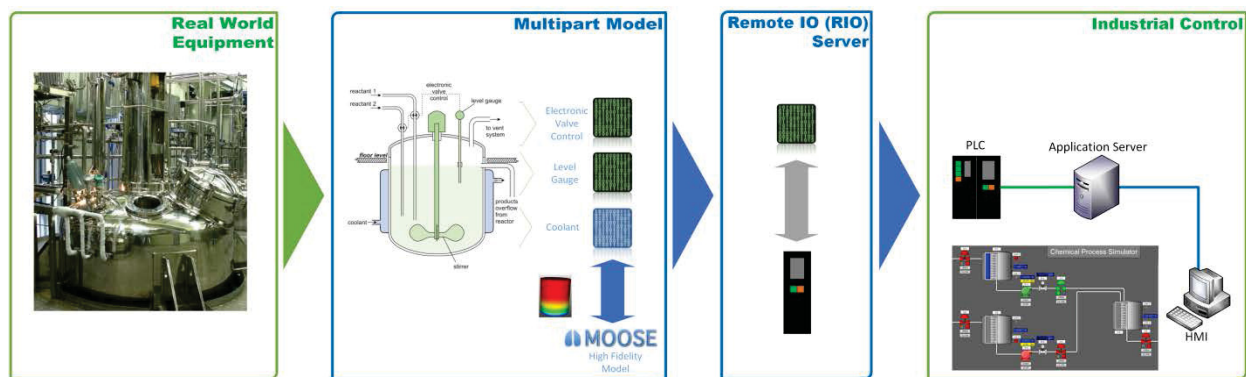 Real World
Equipment
Multipart Model
reactant 1
reactant 2
electronic
valve
control
level gauge
to vent
system
floor level
products
overflow
from
reactor
coolant
stirrer
Electronic
Valve
Control
Level
Gauge
Coolant
MOOSE
High Fidelity
Model
Remote IO (RIO)
Server
Industrial Control
PLC
Application Server
Chemical Process Simulator
HMI